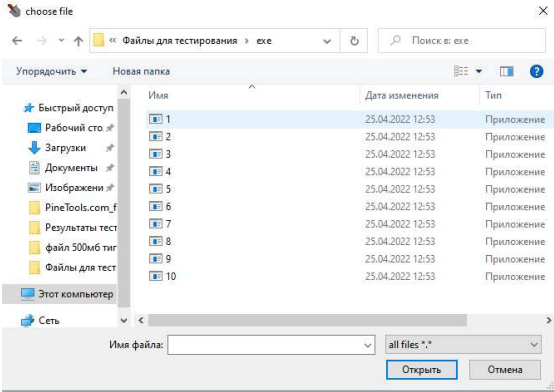 choose file
« Файлы для тестирования › exe
Поиск в: exe
Упорядочить
Новая папка
Имя Дата изменения Тип
Быстрый доступ
Рабочий сто
Загрузки
Документы
Изображени
PineTools.com_f
Результаты тест
файл 500мб тиг
Файлы для тест
Этот компьютер
Сеть
1 25.04.2022 12:53 Приложение
2 25.04.2022 12:53 Приложение
3 25.04.2022 12:53 Приложение
4 25.04.2022 12:53 Приложение
5 25.04.2022 12:53 Приложение
6 25.04.2022 12:53 Приложение
7 25.04.2022 12:53 Приложение
8 25.04.2022 12:53 Приложение
9 25.04.2022 12:53 Приложение
10 25.04.2022 12:53 Приложение
Имя файла:
all files *.*
Открыть
Отмена